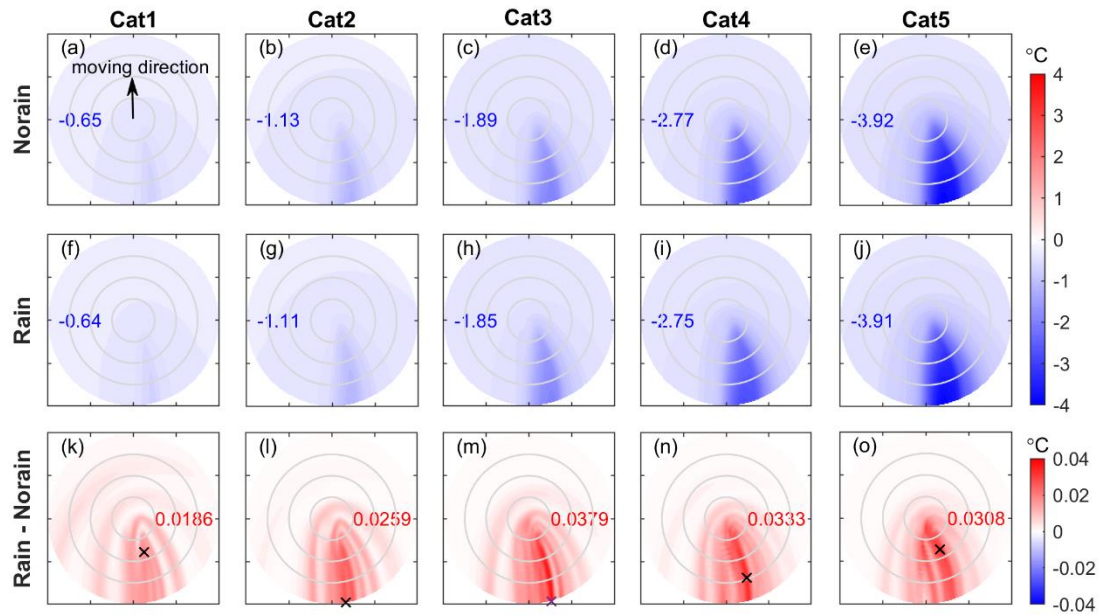 Cat1 Cat2 Cat3 Cat4 Cat5
(a) (b) (c) (d) (e) °C
moving direction
Norain
-0.65 -1.13 -1.89 -2.77 -3.92
(f) (g) (h) (i) (j)
Rain
-0.64 -1.11 -1.85 -2.75 -3.91
4
3
2
1
0
-1
-2
-3
-4
(k) (l) (m) (n) (o) °C
Rain - Norain
0.0186 0.0259 0.0379 0.0333 0.0308
0.04
0.02
0
-0.02
-0.04